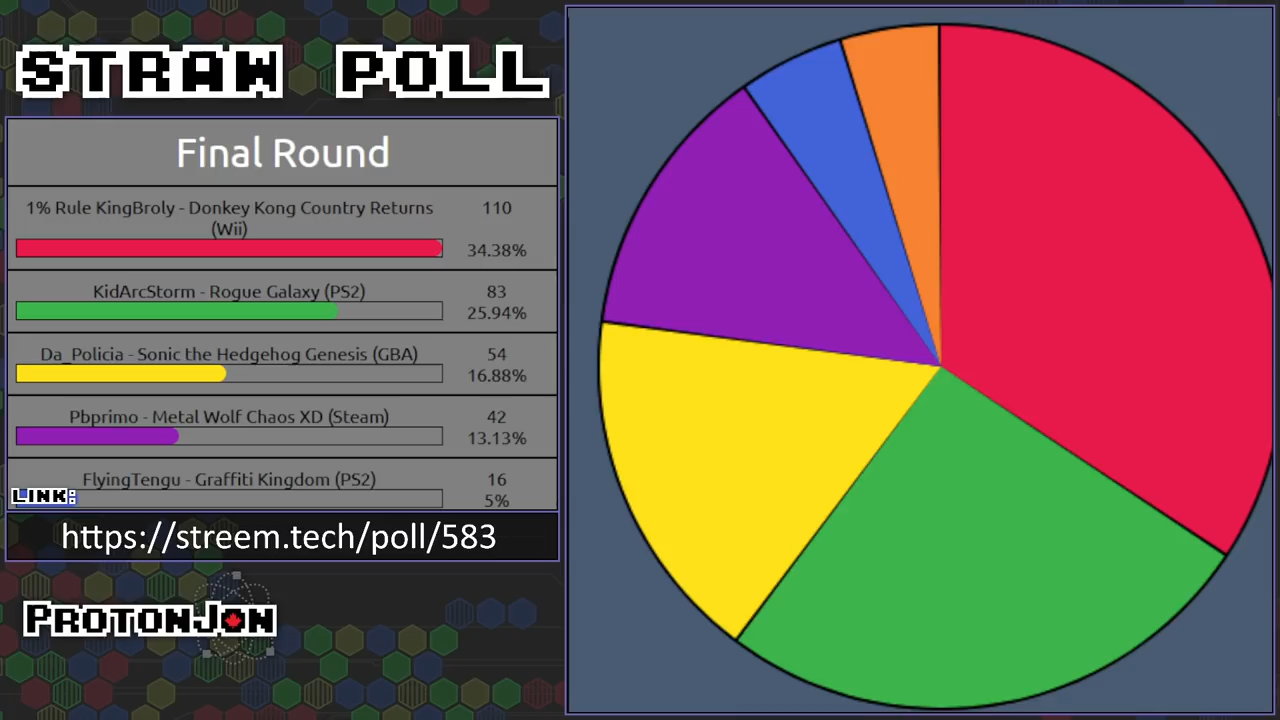 STRAW POLL
Final Round
1% Rule KingBroly - Donkey Kong Country Returns
(Wii)
110
34.38%
KidArcStorm - Rogue Galaxy (PS2)
83
25.94%
Da_Policia - Sonic the Hedgehog Genesis (GBA)
54
16.88%
Pbprimo - Metal Wolf Chaos XD (Steam)
42
13.13%
FlyingTengu - Graffiti Kingdom (PS2)
16
5%
LINK:
https://streem.tech/poll/583
PROTONJON